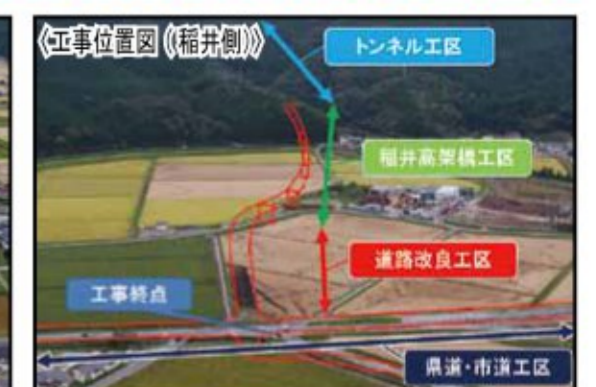 《工事位置図（(稲井側)》
トンネル工区
稲井高架橋工区
道路改良工区
工事終点
県道・市道工区